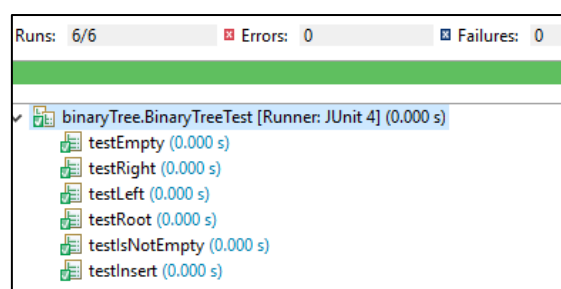 Runs: 6/6 Errors: 0 Failures: 0
binaryTree.BinaryTreeTest [Runner: JUnit 4] (0.000 s)
testEmpty (0.000 s)
testRight (0.000 s)
testLeft (0.000 s)
testRoot (0.000 s)
testIsNotEmpty (0.000 s)
testInsert (0.000 s)